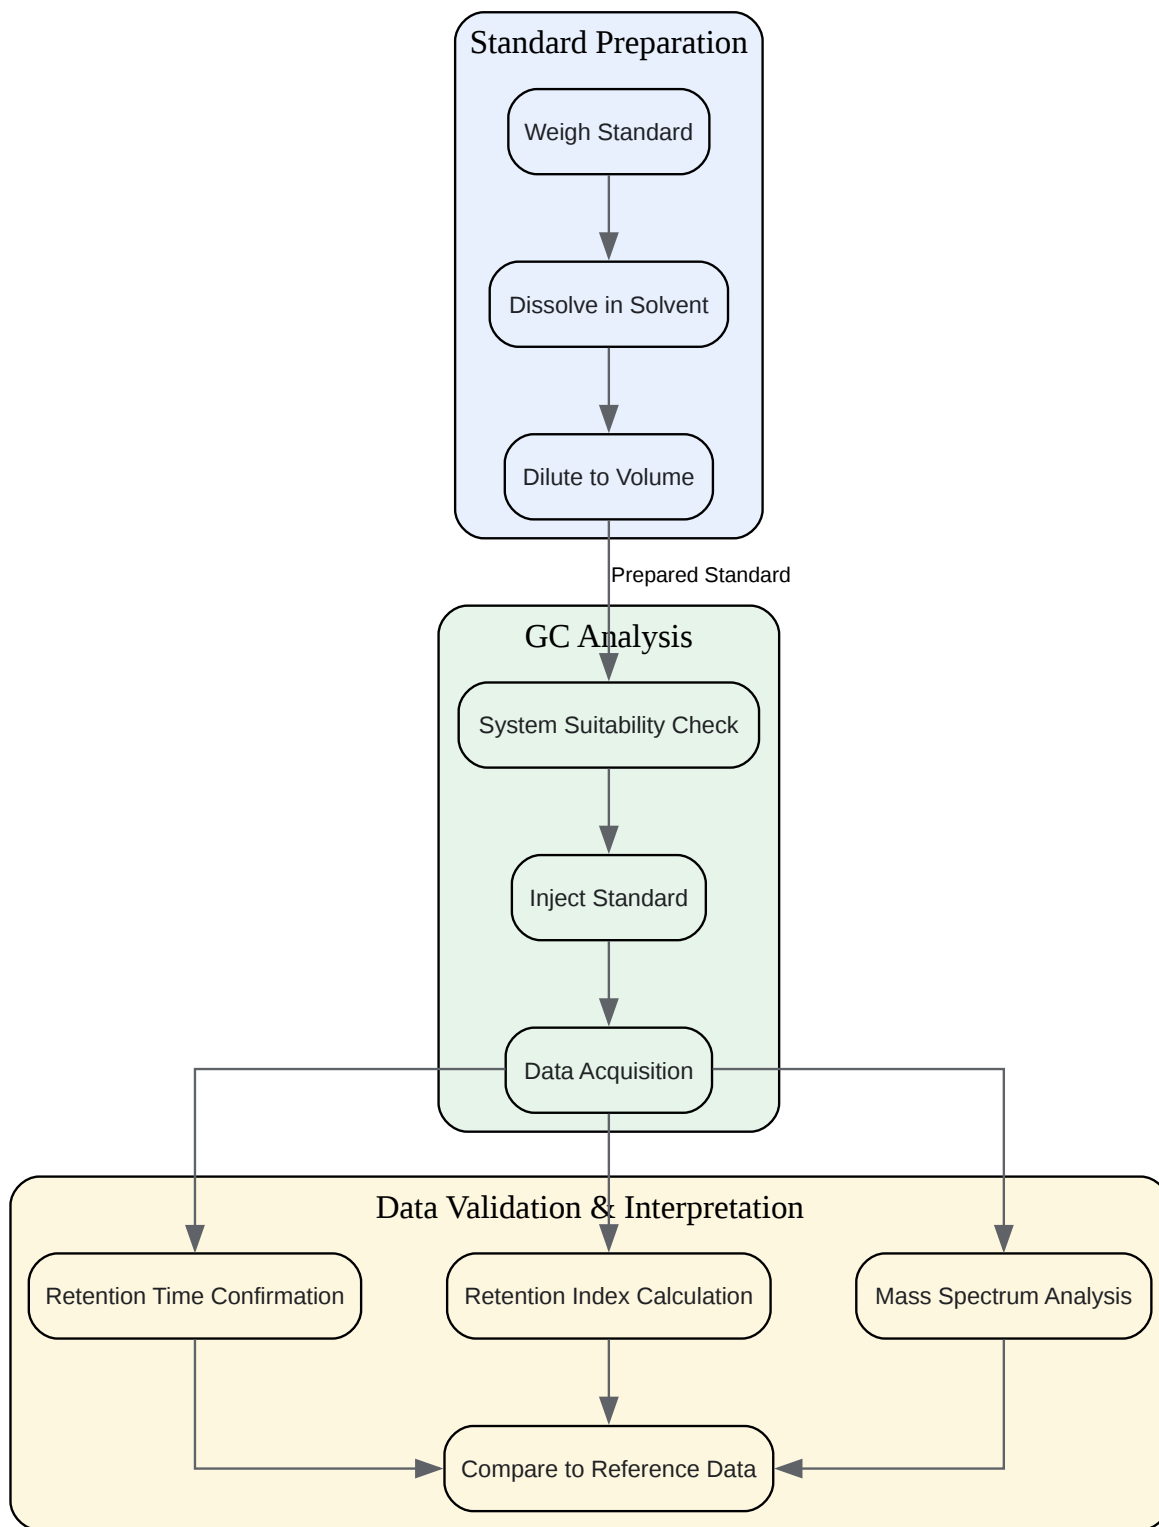 Standard Preparation
Weigh Standard
Dissolve in Solvent
Dilute to Volume
Prepared Standard
GC Analysis
System Suitability Check
Inject Standard
Data Acquisition
Data Validation & Interpretation
Retention Time Confirmation
Retention Index Calculation
Mass Spectrum Analysis
Compare to Reference Data